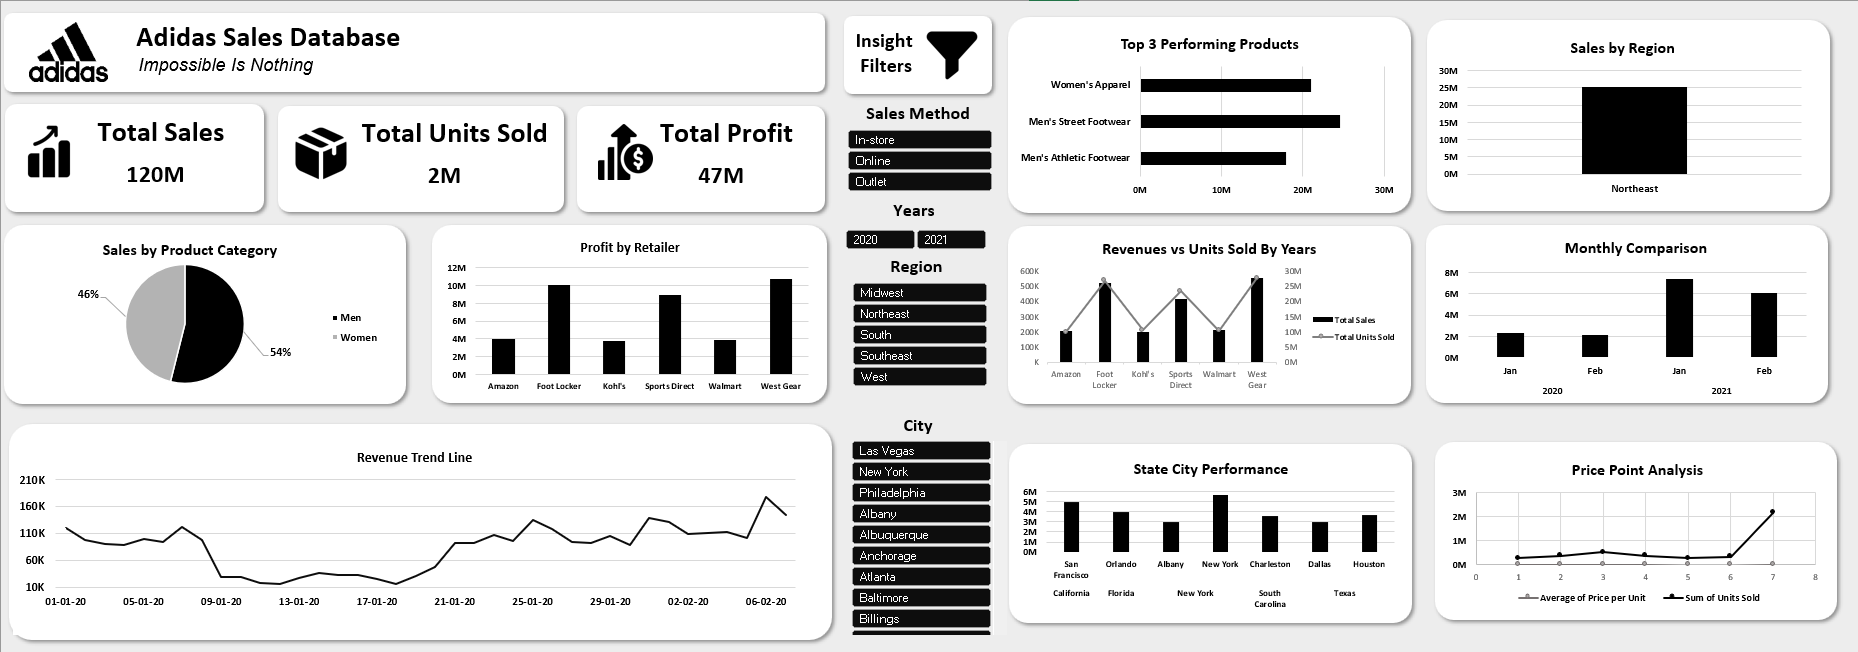 adidas
Adidas Sales Database
Impossible Is Nothing
Total Sales
120M
Total Units Sold
2M
$
Total Profit
47M
Sales by Product Category
46%
54%
Men
Women
Profit by Retailer
12M
10M
8M
6M
4M
2M
0M
Amazon Foot Locker Kohl's Sports Direct Walmart West Gear
Revenue Trend Line
210K
160K
110K
60K
10K
01-01-20 05-01-20 09-01-20 13-01-20 17-01-20 21-01-20 25-01-20 29-01-20 02-02-20 06-02-20
Insight
Filters
Sales Method
In-store
Online
Outlet
Years
2020 2021
Region
Midwest
Northeast
South
Southeast
West
City
Las Vegas
New York
Philadelphia
Albany
Albuquerque
Anchorage
Atlanta
Baltimore
Billings
Top 3 Performing Products
Women's Apparel
Men's Street Footwear
Men's Athletic Footwear
0M 10M 20M 30M
Sales by Region
30M
25M
20M
15M
10M
5M
0M
Northeast
Revenues vs Units Sold By Years
600K
500K
400K
300K
200K
100K
K
30M
25M
20M
15M
10M
5M
0M
Amazon Foot Locker Kohl's Sports Direct Walmart West Gear
Total Sales
Total Units Sold
Monthly Comparison
8M
6M
4M
2M
0M
Jan Feb Jan Feb
2020 2021
State City Performance
6M
5M
4M
3M
2M
1M
0M
San Francisco Orlando Albany New York Charleston Dallas Houston
California Florida New York South Carolina Texas
Price Point Analysis
3M
2M
1M
0M
0 1 2 3 4 5 6 7 8
Average of Price per Unit Sum of Units Sold